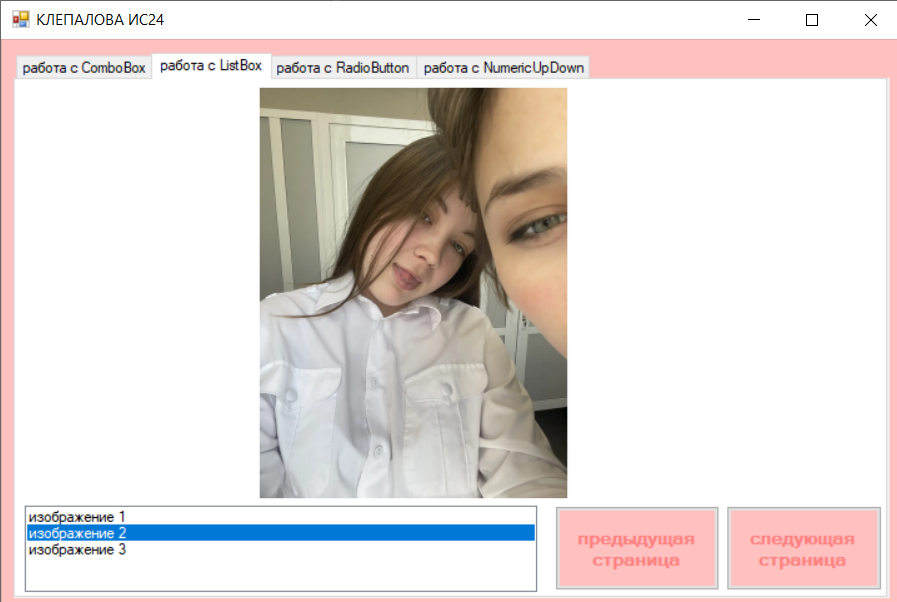 КЛЕПАЛОВА ИС24
работа с ComboBox
работа с ListBox
работа с RadioButton
работа с NumericUpDown
изображение 1
изображение 2
изображение 3
предыдущая
страница
следующая
страница